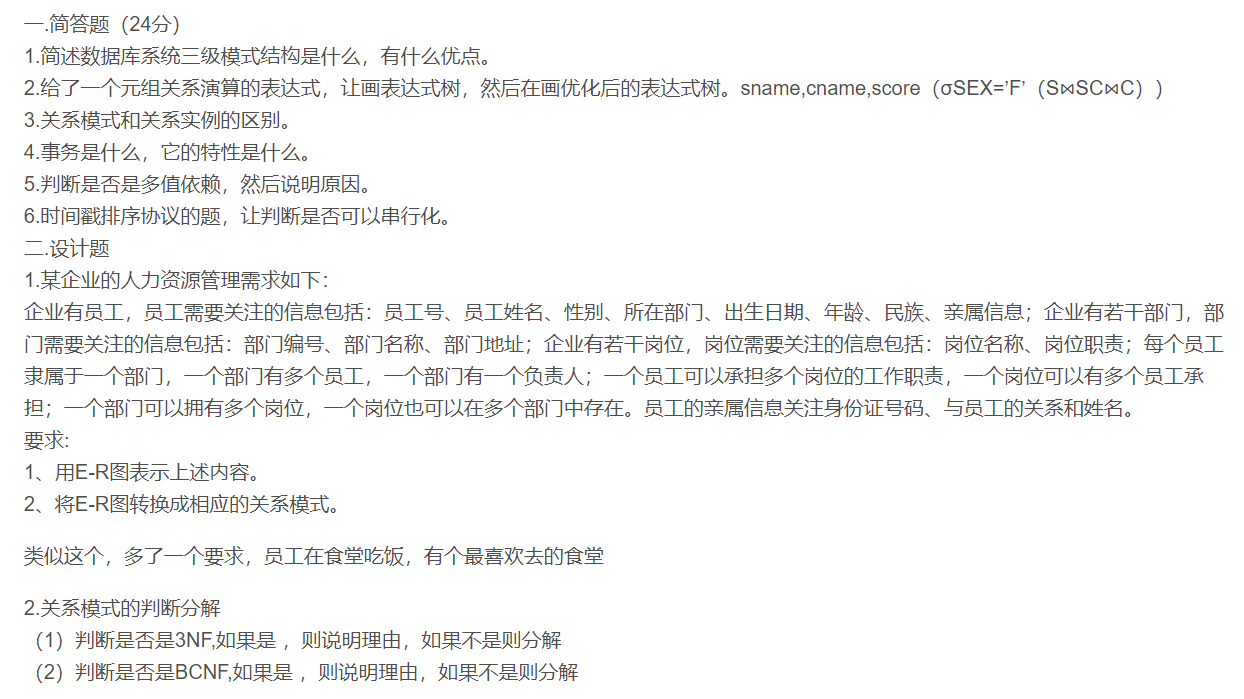 一.简答题（24分）
1.简述数据库系统三级模式结构是什么，有什么优点。
2.给了一个元组关系演算的表达式，让画表达式树，然后在画优化后的表达式树。sname,cname,score（σSEX='F'（S⋈SC⋈C））
3.关系模式和关系实例的区别。
4.事务是什么，它的特性是什么。
5.判断是否是多值依赖，然后说明原因。
6.时间戳排序协议的题，让判断是否可以串行化。
二.设计题
1.某企业的人力资源管理需求如下：
企业有员工，员工需要关注的信息包括：员工号、员工姓名、性别、所在部门、出生日期、年龄、民族、亲属信息；企业有若干部门，部
门需要关注的信息包括：部门编号、部门名称、部门地址；企业有若干岗位，岗位需要关注的信息包括：岗位名称、岗位职责；每个员工
隶属于一个部门，一个部门有多个员工，一个部门有一个负责人；一个员工可以承担多个岗位的工作职责，一个岗位可以有多个员工承
担；一个部门可以拥有多个岗位，一个岗位也可以在多个部门中存在。员工的亲属信息关注身份证号码、与员工的关系和姓名。
要求:
1、用E-R图表示上述内容。
2、将E-R图转换成相应的关系模式。
类似这个，多了一个要求，员工在食堂吃饭，有个最喜欢去的食堂
2.关系模式的判断分解
（1）判断是否是3NF,如果是 ，则说明理由，如果不是则分解
（2）判断是否是BCNF,如果是 ，则说明理由，如果不是则分解